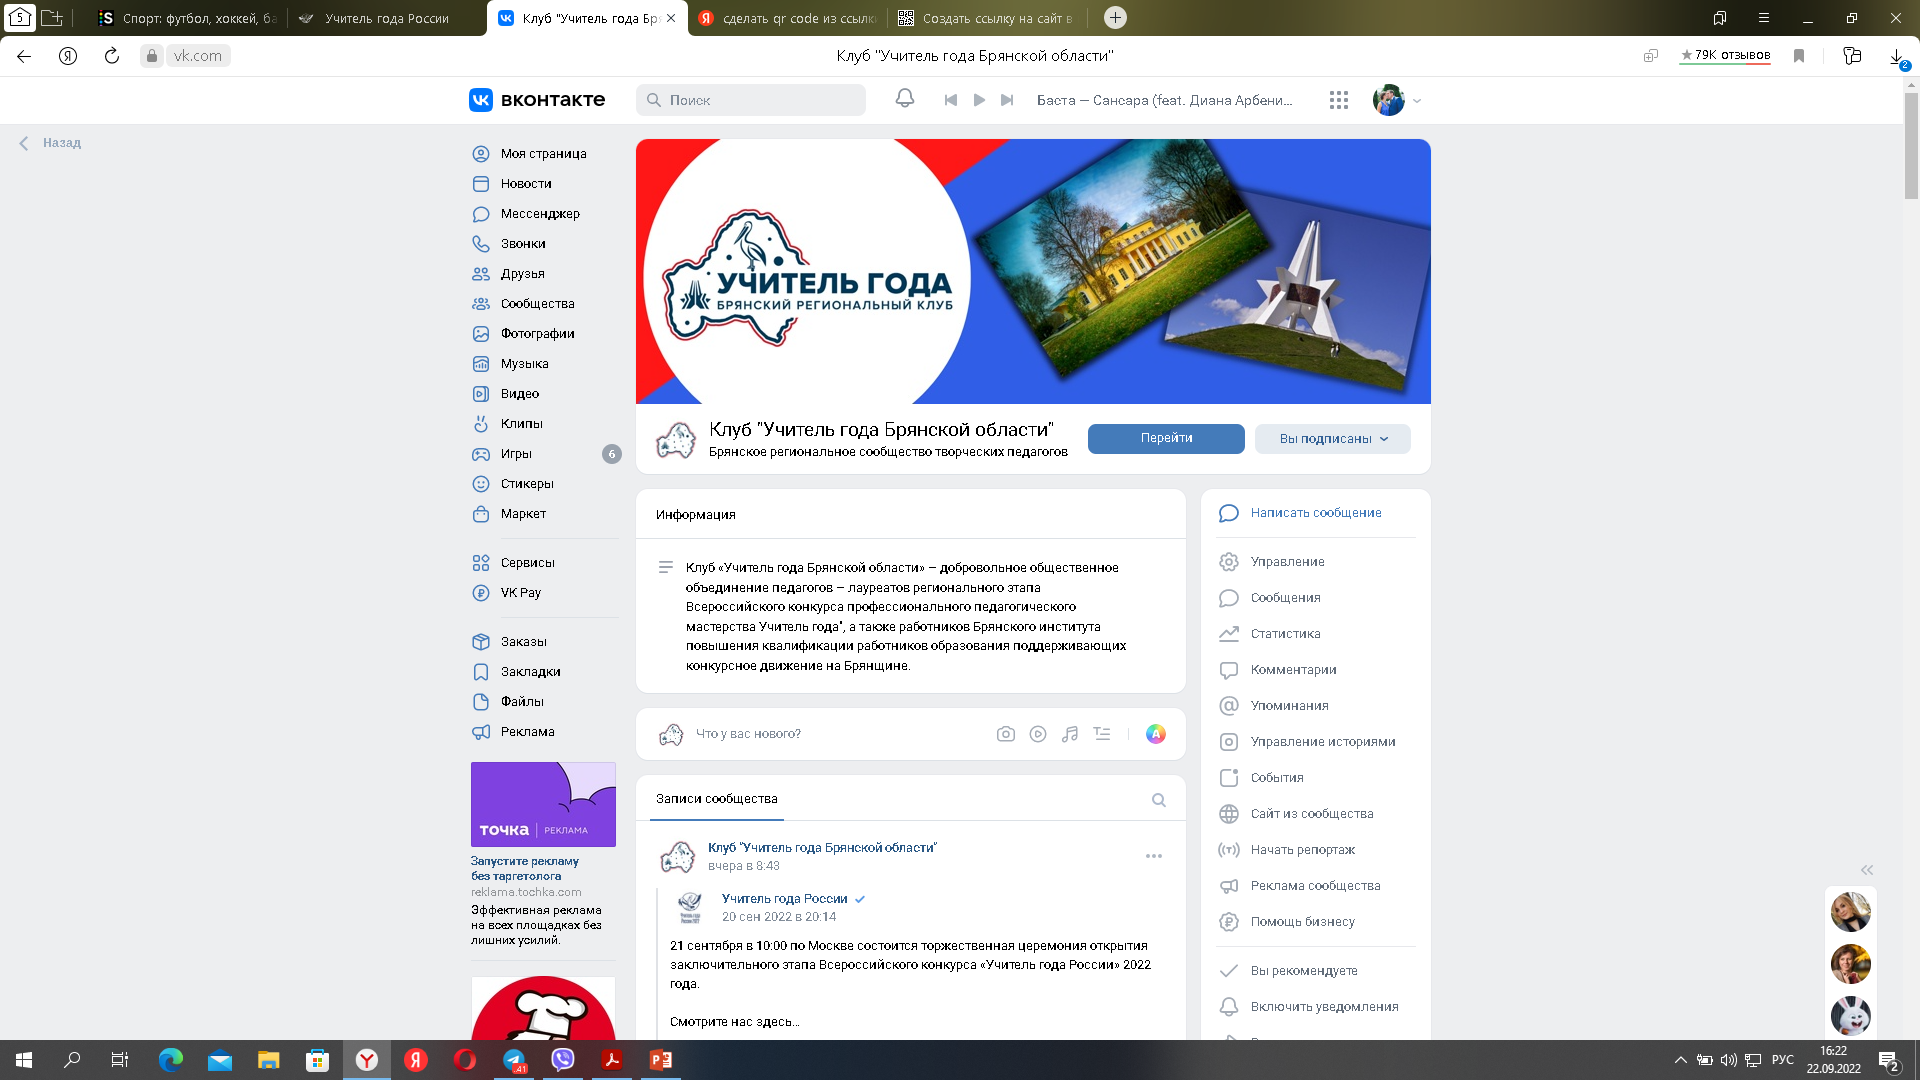 5
Спорт: футбол, хоккей, ба
Учитель года России
Клуб "Учитель года Бря
сделать qr code из ссылк
Создать ссылку на сайт в
vk.com
Клуб "Учитель года Брянской области"
79K отзывов
2
вконтакте
Поиск
Баста — Сансара (feat. Диана Арбени...
Назад
Моя страница
Новости
Мессенджер
Звонки
Друзья
Сообщества
Фотографии
Музыка
Видео
Клипы
Игры
6
Стикеры
Маркет
Сервисы
VK Pay
Заказы
Закладки
Файлы
Реклама
точка | РЕКЛАМА
Запустите рекламу
без таргетолога
reklama.tochka.com
Эффективная реклама
на всех площадках без
лишних усилий.
УЧИТЕЛЬ ГОДА
БРЯНСКИЙ РЕГИОНАЛЬНЫЙ КЛУБ
Клуб "Учитель года Брянской области"
Брянское региональное сообщество творческих педагогов
Перейти
Вы подписаны
Информация
Клуб «Учитель года Брянской области» – добровольное общественное
объединение педагогов – лауреатов регионального этапа
Всероссийского конкурса профессионального педагогического
мастерства Учитель года", а также работников Брянского института
повышения квалификации работников образования поддерживающих
конкурсное движение на Брянщине.
Что у вас нового?
Записи сообщества
Клуб "Учитель года Брянской области"
вчера в 8:43
Учитель года России
20 сен 2022 в 20:14
21 сентября в 10:00 по Москве состоится торжественная церемония открытия
заключительного этапа Всероссийского конкурса «Учитель года России» 2022
года.
Смотрите нас здесь...
Написать сообщение
Управление
Сообщения
Статистика
Комментарии
Упоминания
Управление историями
События
Сайт из сообщества
Начать репортаж
Реклама сообщества
Помощь бизнесу
Вы рекомендуете
Включить уведомления
41
РУС
16:22
22.09.2022
2